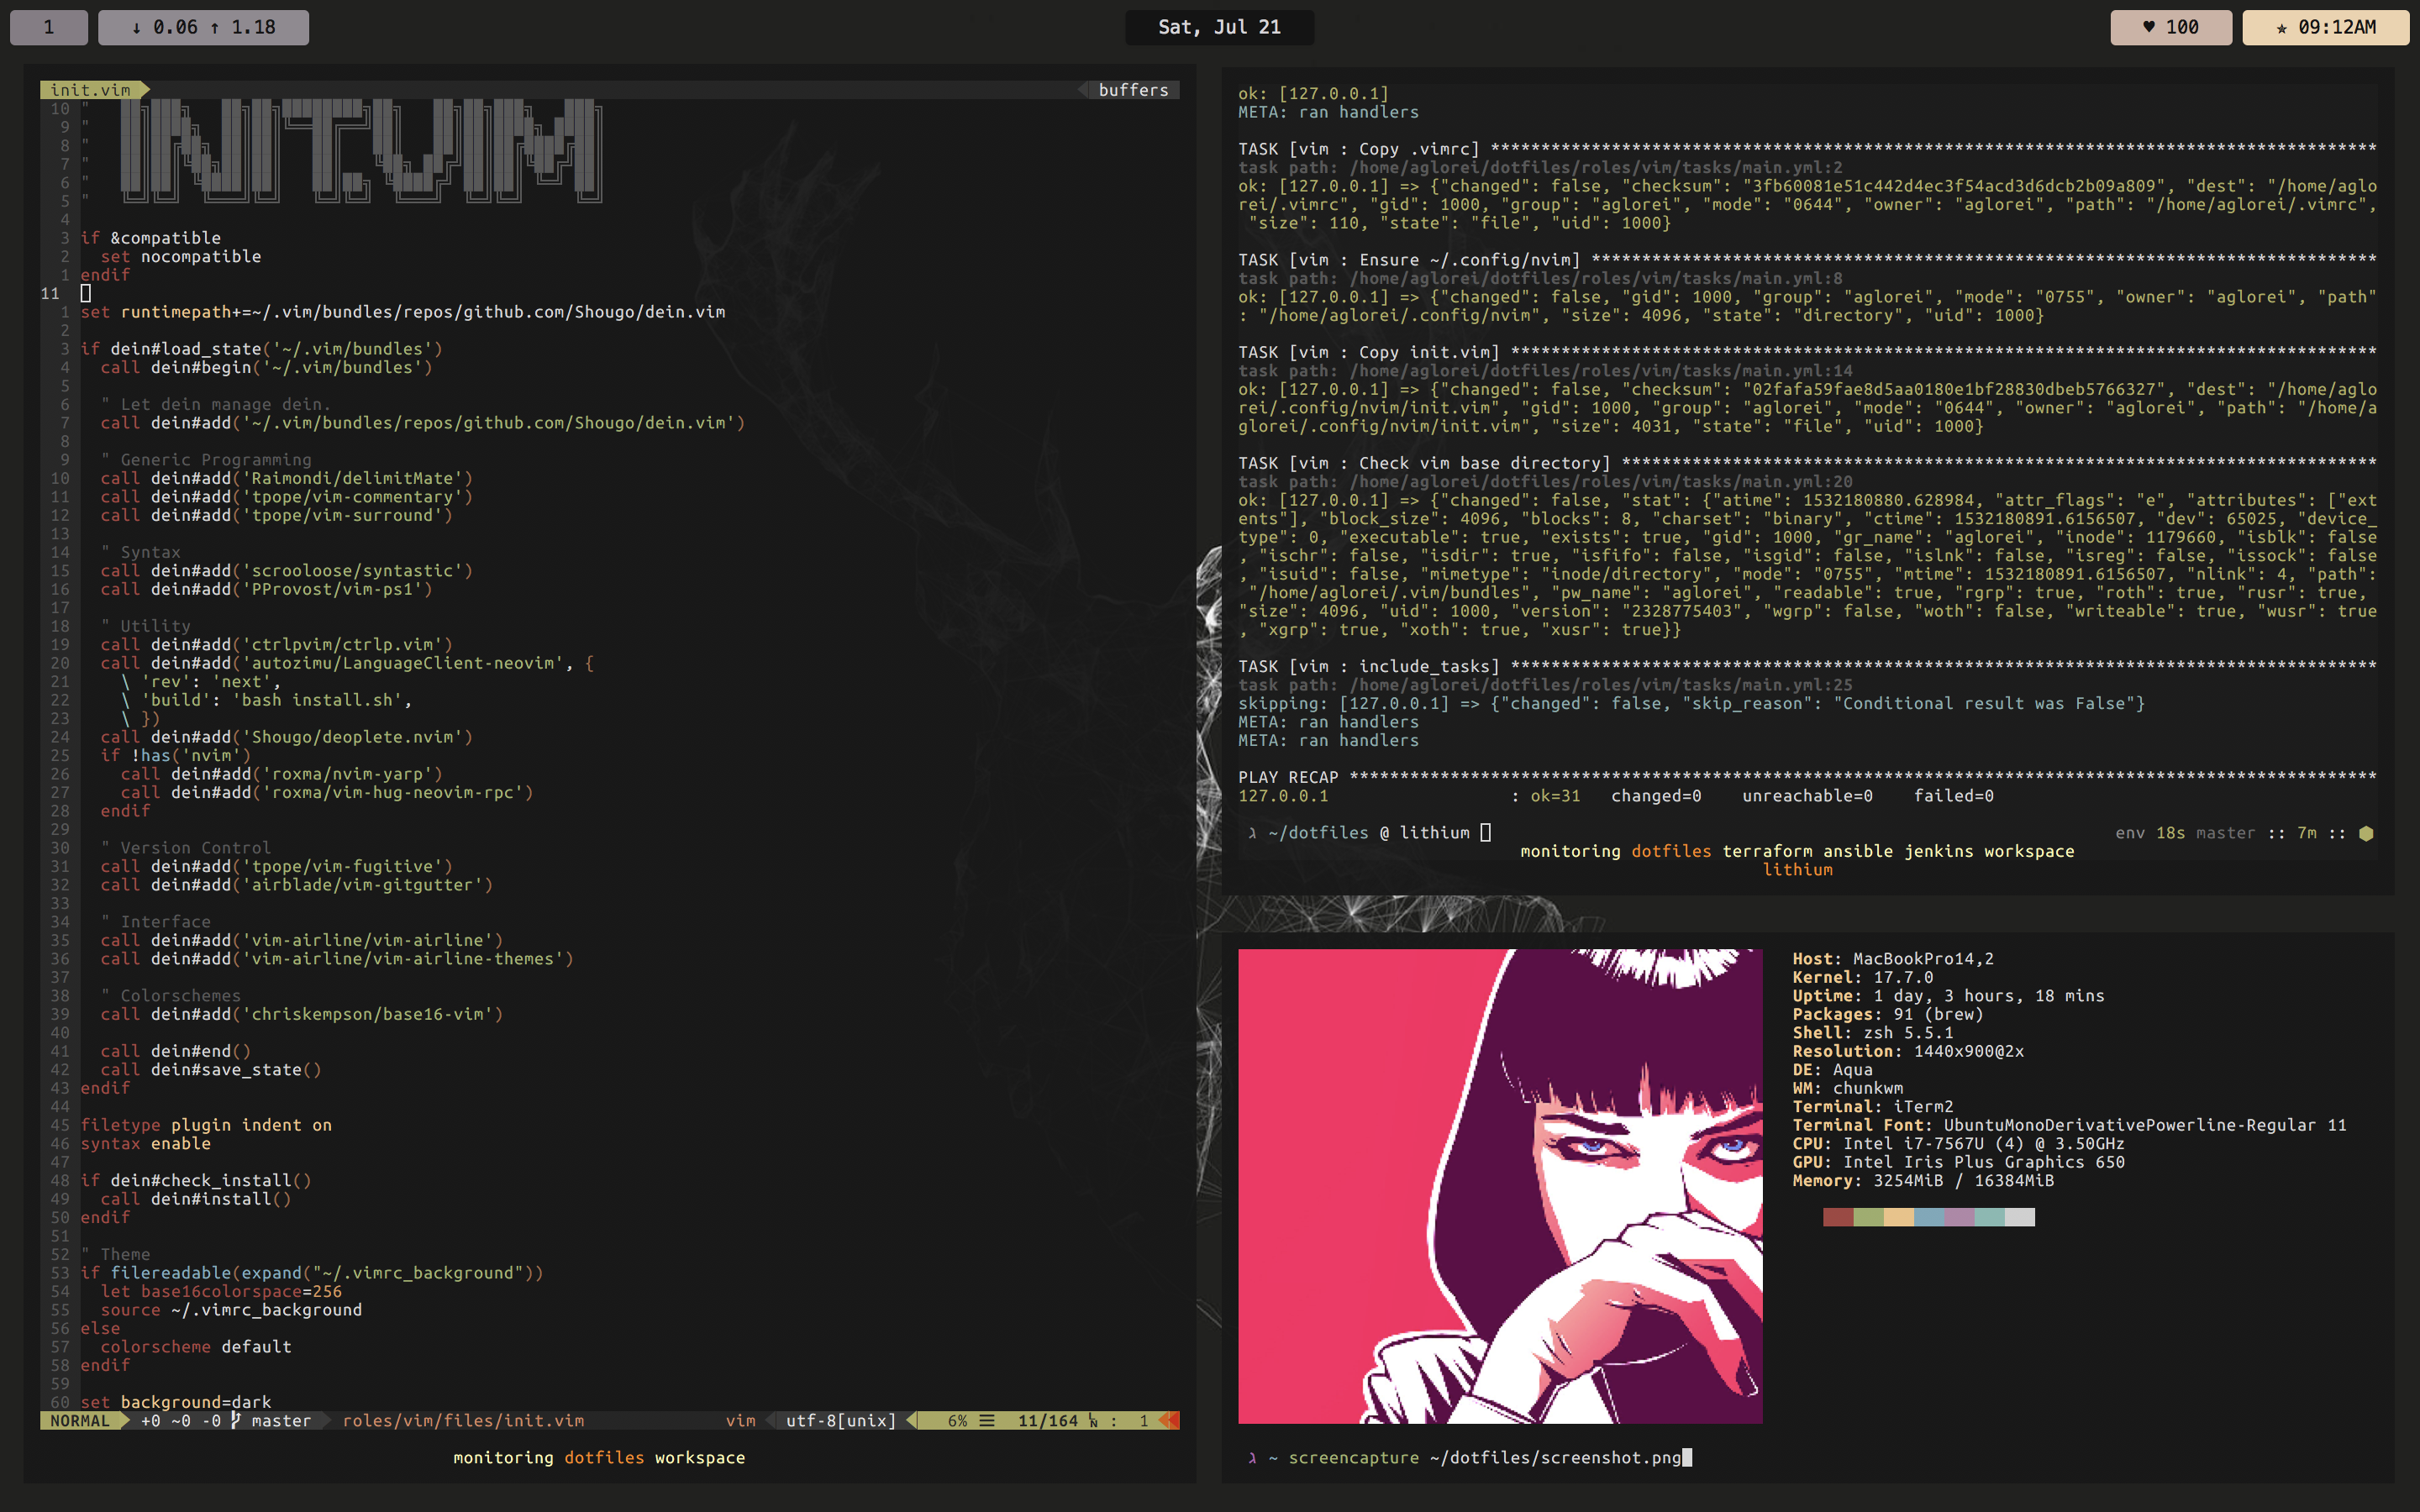 1
↓ 0.06 ↑ 1.18
Sat, Jul 21
♥ 100
★ 09:12AM
init.vim
buffers
10 "
9 "
8 "
7 "
6 "
5 "
INIT.VIM
4
3 if &compatible
2   set nocompatible
1 endif
11
1 set runtimepath+=~/.vim/bundles/repos/github.com/Shougo/dein.vim
2
3 if dein#load_state('~/.vim/bundles')
4   call dein#begin('~/.vim/bundles')
5
6   " Let dein manage dein.
7   call dein#add('~/.vim/bundles/repos/github.com/Shougo/dein.vim')
8
9   " Generic Programming
10   call dein#add('Raimondi/delimitMate')
11   call dein#add('tpope/vim-commentary')
12   call dein#add('tpope/vim-surround')
13
14   " Syntax
15   call dein#add('scrooloose/syntastic')
16   call dein#add('PProvost/vim-ps1')
17
18   " Utility
19   call dein#add('ctrlpvim/ctrlp.vim')
20   call dein#add('autozimu/LanguageClient-neovim', {
21     \ 'rev': 'next',
22     \ 'build': 'bash install.sh',
23     \ })
24   call dein#add('Shougo/deoplete.nvim')
25   if !has('nvim')
26     call dein#add('roxma/nvim-yarp')
27     call dein#add('roxma/vim-hug-neovim-rpc')
28   endif
29
30   " Version Control
31   call dein#add('tpope/vim-fugitive')
32   call dein#add('airblade/vim-gitgutter')
33
34   " Interface
35   call dein#add('vim-airline/vim-airline')
36   call dein#add('vim-airline/vim-airline-themes')
37
38   " Colorschemes
39   call dein#add('chriskempson/base16-vim')
40
41   call dein#end()
42   call dein#save_state()
43 endif
44
45 filetype plugin indent on
46 syntax enable
47
48 if dein#check_install()
49   call dein#install()
50 endif
51
52 " Theme
53 if filereadable(expand("~/.vimrc_background"))
54   let base16colorspace=256
55   source ~/.vimrc_background
56 else
57   colorscheme default
58 endif
59
60 set background=dark
NORMAL +0 ~0 -0 master roles/vim/files/init.vim vim utf-8[unix] 6% ☰ 11/164 : 1
monitoring dotfiles workspace
ok: [127.0.0.1]
META: ran handlers
TASK [vim : Copy .vimrc] ****************************************************************************************
task path: /home/aglorei/dotfiles/roles/vim/tasks/main.yml:2
ok: [127.0.0.1] => {"changed": false, "checksum": "3fb60081e51c442d4ec3f54acd3d6dcb2b09a809", "dest": "/home/aglo
rei/.vimrc", "gid": 1000, "group": "aglorei", "mode": "0644", "owner": "aglorei", "path": "/home/aglorei/.vimrc",
 "size": 110, "state": "file", "uid": 1000}
TASK [vim : Ensure ~/.config/nvim] ******************************************************************************
task path: /home/aglorei/dotfiles/roles/vim/tasks/main.yml:8
ok: [127.0.0.1] => {"changed": false, "gid": 1000, "group": "aglorei", "mode": "0755", "owner": "aglorei", "path"
: "/home/aglorei/.config/nvim", "size": 4096, "state": "directory", "uid": 1000}
TASK [vim : Copy init.vim] **************************************************************************************
task path: /home/aglorei/dotfiles/roles/vim/tasks/main.yml:14
ok: [127.0.0.1] => {"changed": false, "checksum": "02fafa59fae8d5aa0180e1bf28830dbeb5766327", "dest": "/home/aglo
rei/.config/nvim/init.vim", "gid": 1000, "group": "aglorei", "mode": "0644", "owner": "aglorei", "path": "/home/a
glorei/.config/nvim/init.vim", "size": 4031, "state": "file", "uid": 1000}
TASK [vim : Check vim base directory] ***************************************************************************
task path: /home/aglorei/dotfiles/roles/vim/tasks/main.yml:20
ok: [127.0.0.1] => {"changed": false, "stat": {"atime": 1532180880.628984, "attr_flags": "e", "attributes": ["ext
ents"], "block_size": 4096, "blocks": 8, "charset": "binary", "ctime": 1532180891.6156507, "dev": 65025, "device_
type": 0, "executable": true, "exists": true, "gid": 1000, "gr_name": "aglorei", "inode": 1179660, "isblk": false
, "ischr": false, "isdir": true, "isfifo": false, "isgid": false, "islnk": false, "isreg": false, "issock": false
, "isuid": false, "mimetype": "inode/directory", "mode": "0755", "mtime": 1532180891.6156507, "nlink": 4, "path":
 "/home/aglorei/.vim/bundles", "pw_name": "aglorei", "readable": true, "rgrp": true, "roth": true, "rusr": true,
"size": 4096, "uid": 1000, "version": "2328775403", "wgrp": false, "woth": false, "writeable": true, "wusr": true
, "xgrp": true, "xoth": true, "xusr": true}}
TASK [vim : include_tasks] **************************************************************************************
task path: /home/aglorei/dotfiles/roles/vim/tasks/main.yml:25
skipping: [127.0.0.1] => {"changed": false, "skip_reason": "Conditional result was False"}
META: ran handlers
META: ran handlers
PLAY RECAP ******************************************************************************************************
127.0.0.1 : ok=31 changed=0 unreachable=0 failed=0
~/dotfiles @ lithium env 18s master :: 7m :: ⬢
monitoring dotfiles terraform ansible jenkins workspace
lithium
Host: MacBookPro14,2
Kernel: 17.7.0
Uptime: 1 day, 3 hours, 18 mins
Packages: 91 (brew)
Shell: zsh 5.5.1
Resolution: 1440x900@2x
DE: Aqua
WM: chunkwm
Terminal: iTerm2
Terminal Font: UbuntuMonoDerivativePowerline-Regular 11
CPU: Intel i7-7567U (4) @ 3.50GHz
GPU: Intel Iris Plus Graphics 650
Memory: 3254MiB / 16384MiB
~ screencapture ~/dotfiles/screenshot.png